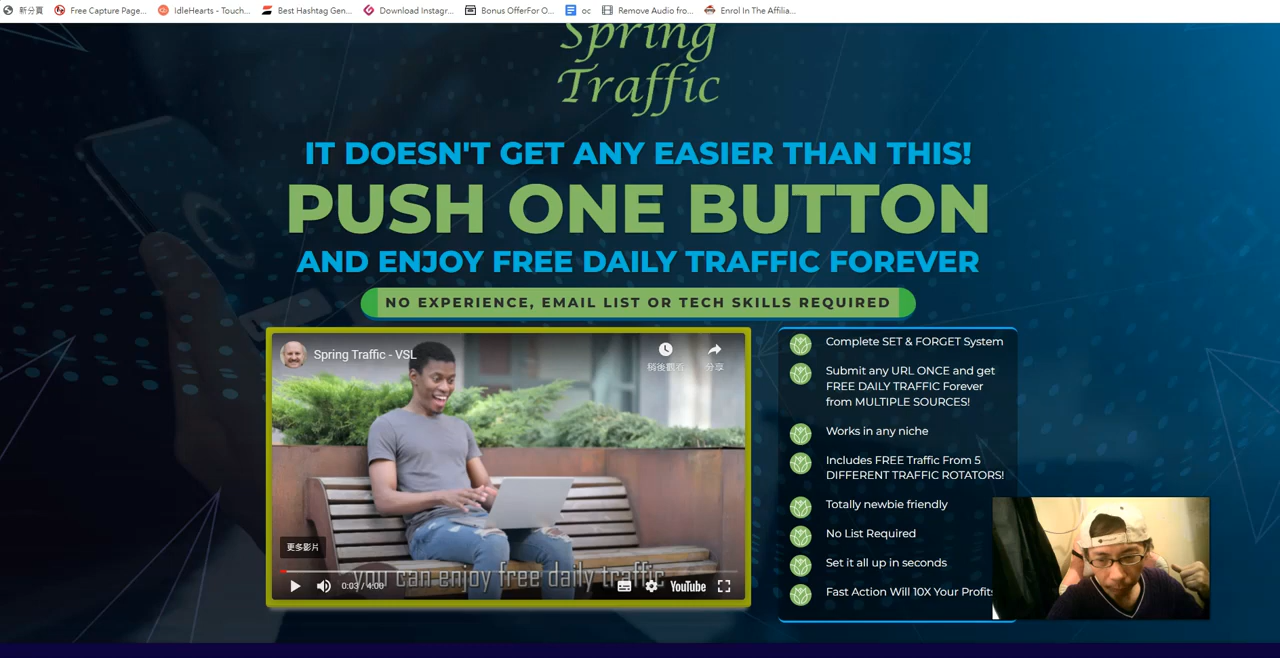 新分頁
Free Capture Page...
IdleHearts - Touch...
Best Hashtag Gen...
Download Instagr...
Bonus OfferFor O...
oc
Remove Audio fro...
Enrol In The Affilia...
Spring
Traffic
IT DOESN'T GET ANY EASIER THAN THIS!
PUSH ONE BUTTON
AND ENJOY FREE DAILY TRAFFIC FOREVER
NO EXPERIENCE, EMAIL LIST OR TECH SKILLS REQUIRED
Spring Traffic - VSL
稍後觀看
分享
更多影片
you can enjoy free daily traffic
0:03 / 4:00
YouTube
Complete SET & FORGET System
Submit any URL ONCE and get
FREE DAILY TRAFFIC Forever
from MULTIPLE SOURCES!
Works in any niche
Includes FREE Traffic From 5
DIFFERENT TRAFFIC ROTATORS!
Totally newbie friendly
No List Required
Set it all up in seconds
Fast Action Will 10X Your Profits